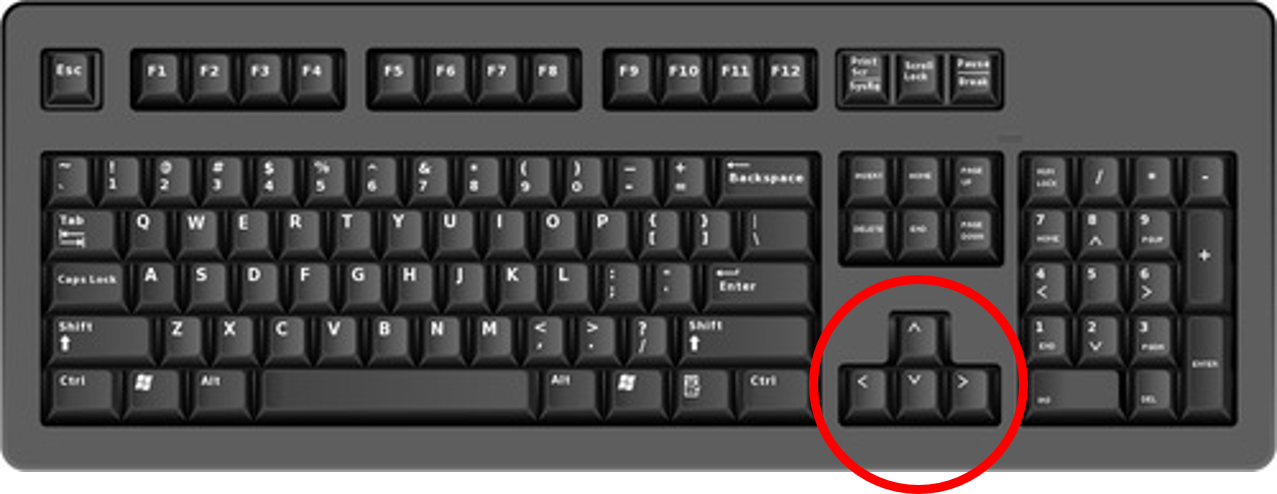 Esc F1 F2 F3 F4 F5 F6 F7 F8 F9 F10 F11 F12 Print Scroll Pause
Scr Lock Break
SysRq
~ ! @ # $ % ^ & * ( ) _ + ← Backspace INSERT HOME PAGE UP NUM LOCK / * -
1 2 3 4 5 6 7 8 9 0 - =
Tab Q W E R T Y U I O P { } | DELETE END PAGE DOWN 7 8 9 +
[ ] \ HOME ^ PGUP
Caps Lock A S D F G H J K L : " Enter 4 5 6
; < >
Shift Z X C V B N M < > ? Shift ^ 1 2 3 ENTER
, . / END v PGDN
Ctrl Alt Alt Ctrl < v > INS DEL